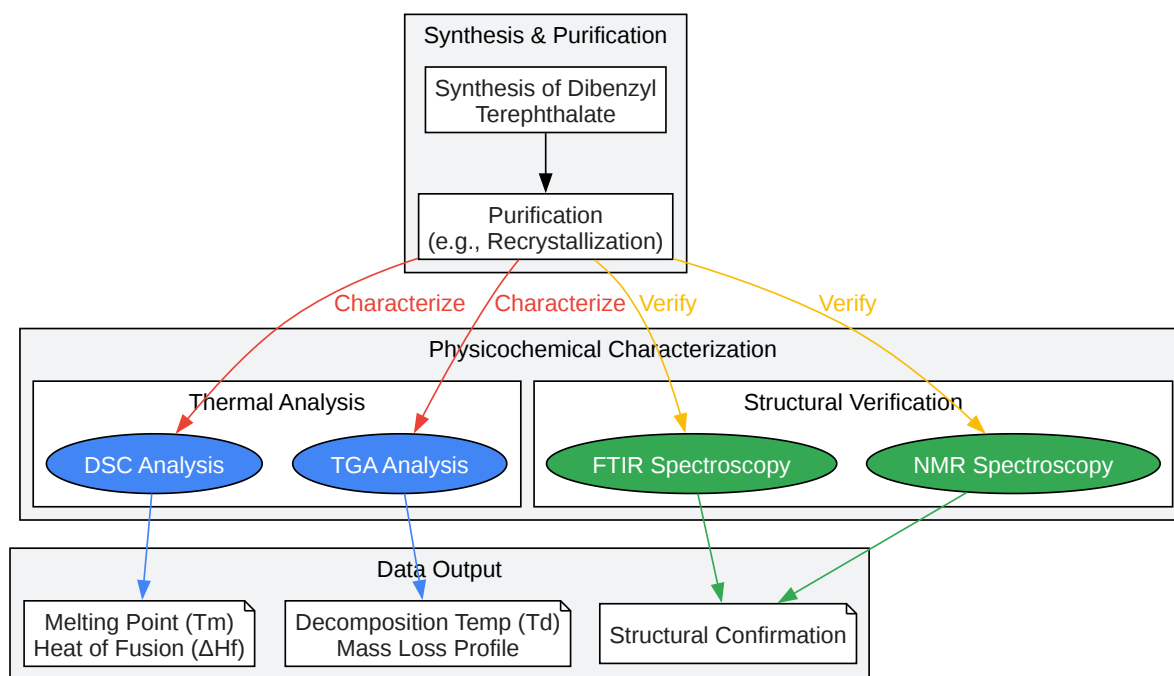 Synthesis & Purification
Synthesis of Dibenzyl
Terephthalate
Purification
(e.g., Recrystallization)
Characterize
Characterize
Verify
Verify
Physicochemical Characterization
Thermal Analysis
Structural Verification
DSC Analysis
TGA Analysis
FTIR Spectroscopy
NMR Spectroscopy
Data Output
Melting Point (Tm)
Heat of Fusion (ΔHf)
Decomposition Temp (Td)
Mass Loss Profile
Structural Confirmation